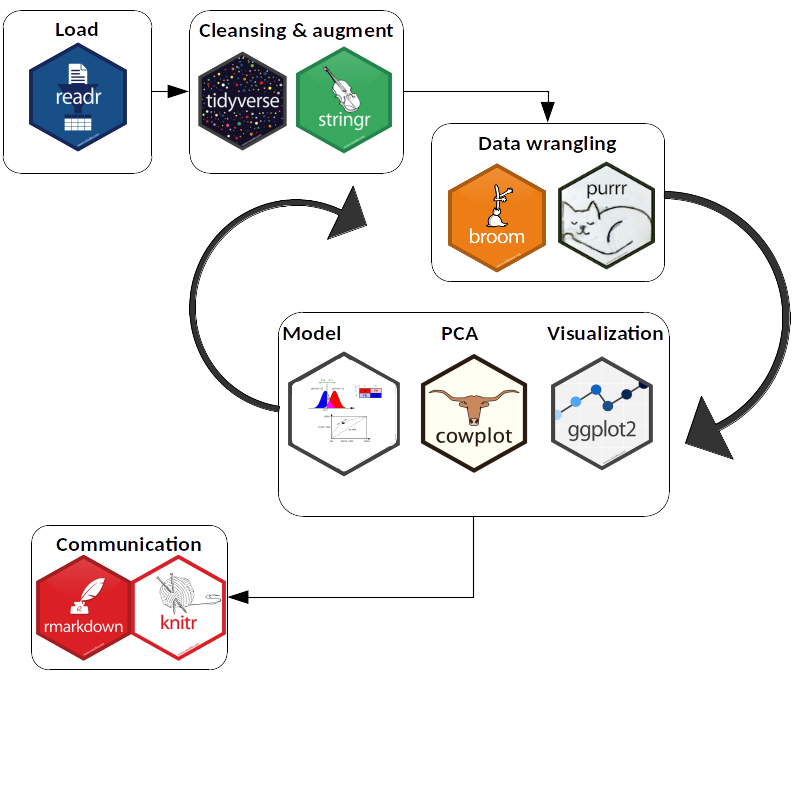 Load
readr
Cleansing & augment
tidyverse
stringr
Data wrangling
broom
purrr
Model
PCA
Visualization
cowplot
ggplot2
Communication
rmarkdown
knitr